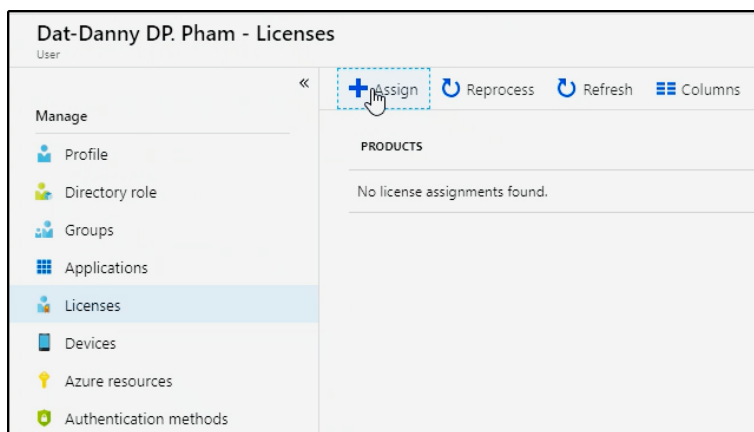 Dat-Danny DP. Pham - Licenses
User
«
Manage
Profile
Directory role
Groups
Applications
Licenses
Devices
Azure resources
Authentication methods
Assign Reprocess Refresh Columns
PRODUCTS
No license assignments found.